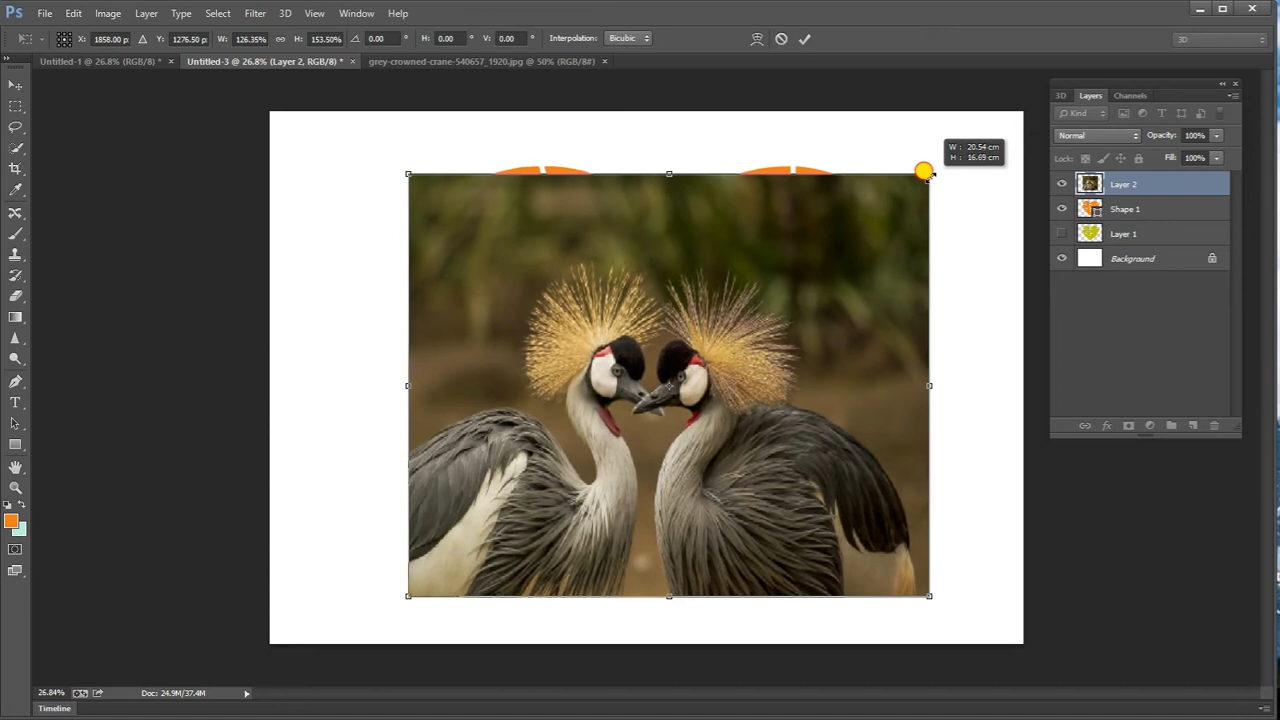 Ps File Edit Image Layer Type Select Filter 3D View Window Help
X: 1858.00 p Y: 1276.50 p W: 126.35% H: 153.50% 0.00 ° H: 0.00 ° V: 0.00 ° Interpolation: Bicubic 3D
Untitled-1 @ 26.8% (RGB/8) * × Untitled-3 @ 26.8% (Layer 2, RGB/8) * × grey-crowned-crane-540657_1920.jpg @ 50% (RGB/8#) ×
3D Layers Channels
Kind
Normal Opacity: 100%
Lock: Fill: 100%
W : 20.54 cm
H : 16.69 cm
Layer 2
Shape 1
Layer 1
Background
fx
26.84% Doc: 24.9M/37.4M
Timeline